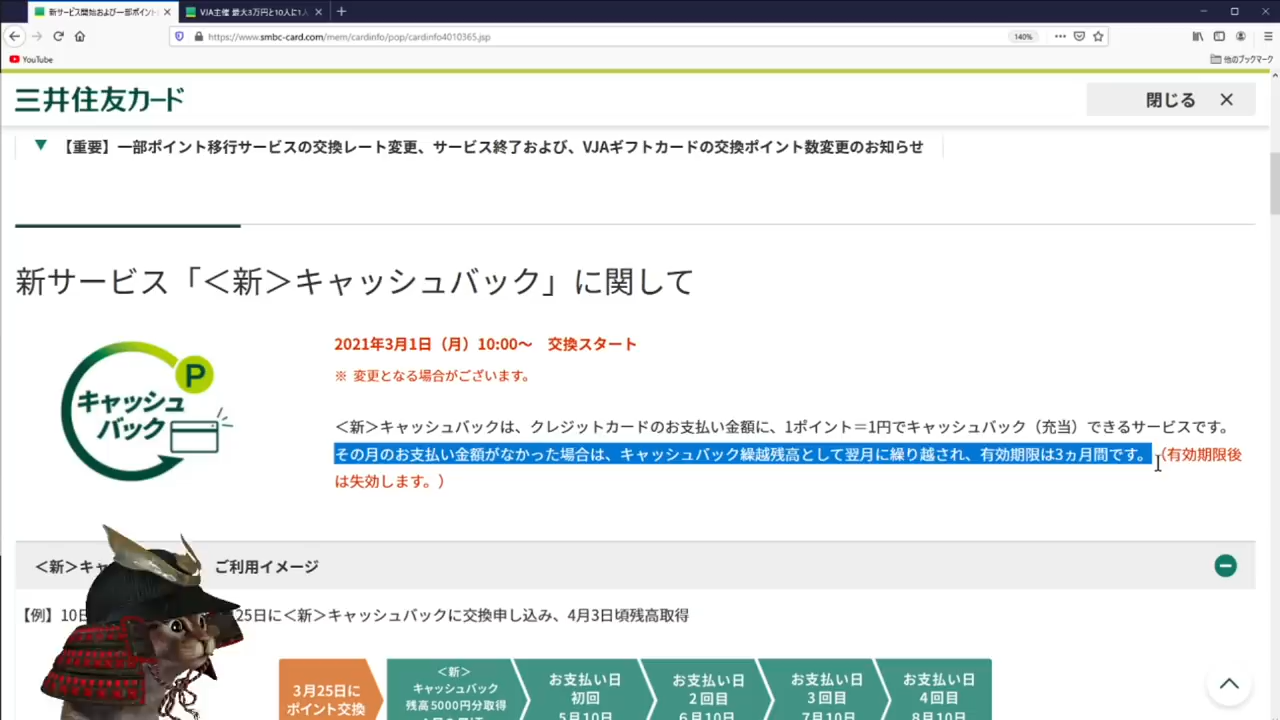 新サービス開始および一部ポイント
VJA主催 最大3万円と10人に1人
https://www.smbc-card.com/mem/cardinfo/pop/cardinfo4010365.jsp
140%
YouTube
他のブックマーク
三井住友カード
閉じる
【重要】一部ポイント移行サービスの交換レート変更、サービス終了および、VJAギフトカードの交換ポイント数変更のお知らせ
新サービス「＜新＞キャッシュバック」に関して
P
キャッシュ
バック
2021年3月1日（月）10:00～ 交換スタート
※ 変更となる場合がございます。
＜新＞キャッシュバックは、クレジットカードのお支払い金額に、1ポイント＝1円でキャッシュバック（充当）できるサービスです。
その月のお支払い金額がなかった場合は、キャッシュバック繰越残高として翌月に繰り越され、有効期限は3ヵ月間です。（有効期限後
は失効します。）
＜新＞キャ ご利用イメージ
【例】10日 25日に＜新＞キャッシュバックに交換申し込み、4月3日頃残高取得
3月25日に
ポイント交換
＜新＞
キャッシュバック
残高5000円分取得
お支払い日
初回
5月10日
お支払い日
2回目
6月10日
お支払い日
3回目
7月10日
お支払い日
4回目
8月10日